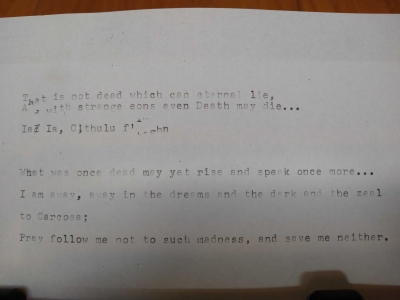 That is not dead which can eternal lie,
with strange eons even Death may die...
Ia! Ia, Cthulu
What was once dead may yet rise and speak once more...
I am away, away in the dreams and the dark and the zeal
to Carcosa;
Pray follow me not to such madness, and save me neither.